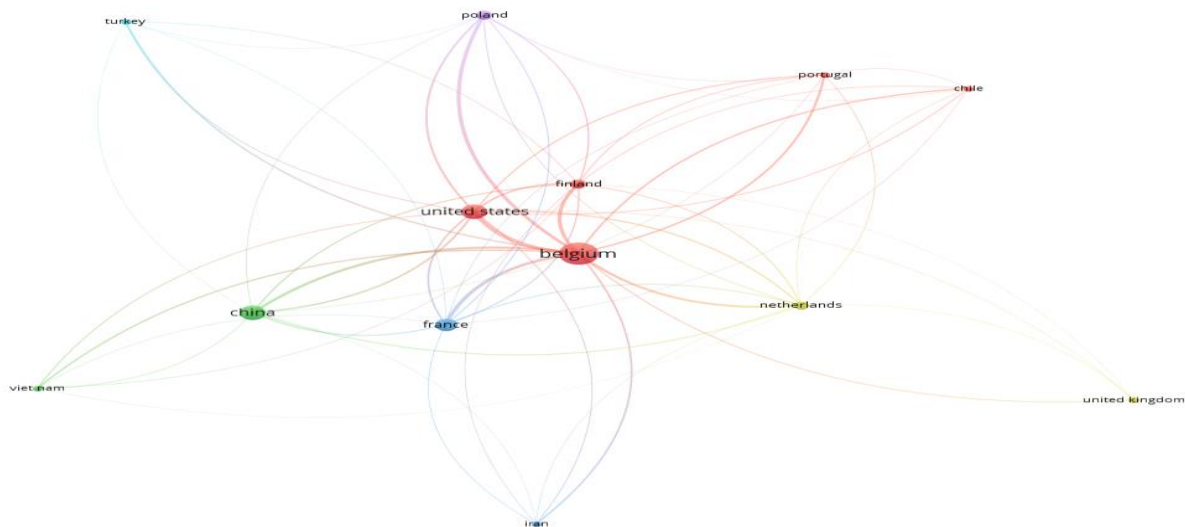 turkey
poland
portugal
chile
finland
united states
belgium
netherlands
china
france
viet nam
united kingdom
iran